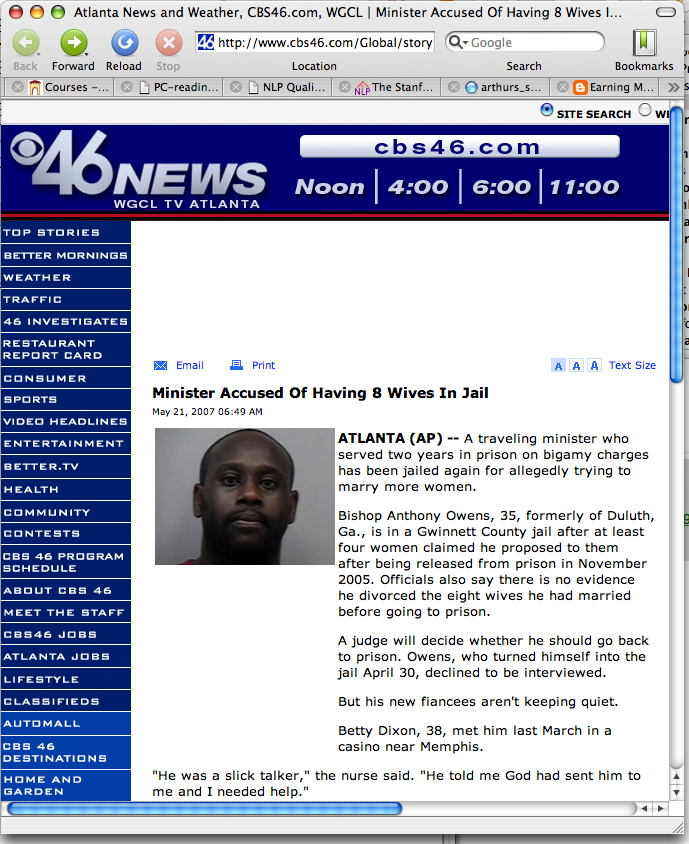 Atlanta News and Weather, CBS46.com, WGCL | Minister Accused Of Having 8 Wives I...
46 http://www.cbs46.com/Global/story
Google
Back Forward Reload Stop Location Search Bookmarks
Courses –... PC-readin... NLP Quali... NLP The Stanf... arthurs_s... Earning M... »
SITE SEARCH
46 NEWS
WGCL TV ATLANTA
cbs46.com
Noon 4:00 6:00 11:00
TOP STORIES
BETTER MORNINGS
WEATHER
TRAFFIC
46 INVESTIGATES
RESTAURANT
REPORT CARD
CONSUMER
SPORTS
VIDEO HEADLINES
ENTERTAINMENT
BETTER.TV
HEALTH
COMMUNITY
CONTESTS
CBS 46 PROGRAM
SCHEDULE
ABOUT CBS 46
MEET THE STAFF
CBS46 JOBS
ATLANTA JOBS
LIFESTYLE
CLASSIFIEDS
AUTOMALL
CBS 46
DESTINATIONS
HOME AND
GARDEN
Email Print A A A Text Size
Minister Accused Of Having 8 Wives In Jail
May 21, 2007 06:49 AM
ATLANTA (AP) -- A traveling minister who
served two years in prison on bigamy charges
has been jailed again for allegedly trying to
marry more women.
Bishop Anthony Owens, 35, formerly of Duluth,
Ga., is in a Gwinnett County jail after at least
four women claimed he proposed to them
after being released from prison in November
2005. Officials also say there is no evidence
he divorced the eight wives he had married
before going to prison.
A judge will decide whether he should go back
to prison. Owens, who turned himself into the
jail April 30, declined to be interviewed.
But his new fiancees aren't keeping quiet.
Betty Dixon, 38, met him last March in a
casino near Memphis.
"He was a slick talker," the nurse said. "He told me God had sent him to
me and I needed help."